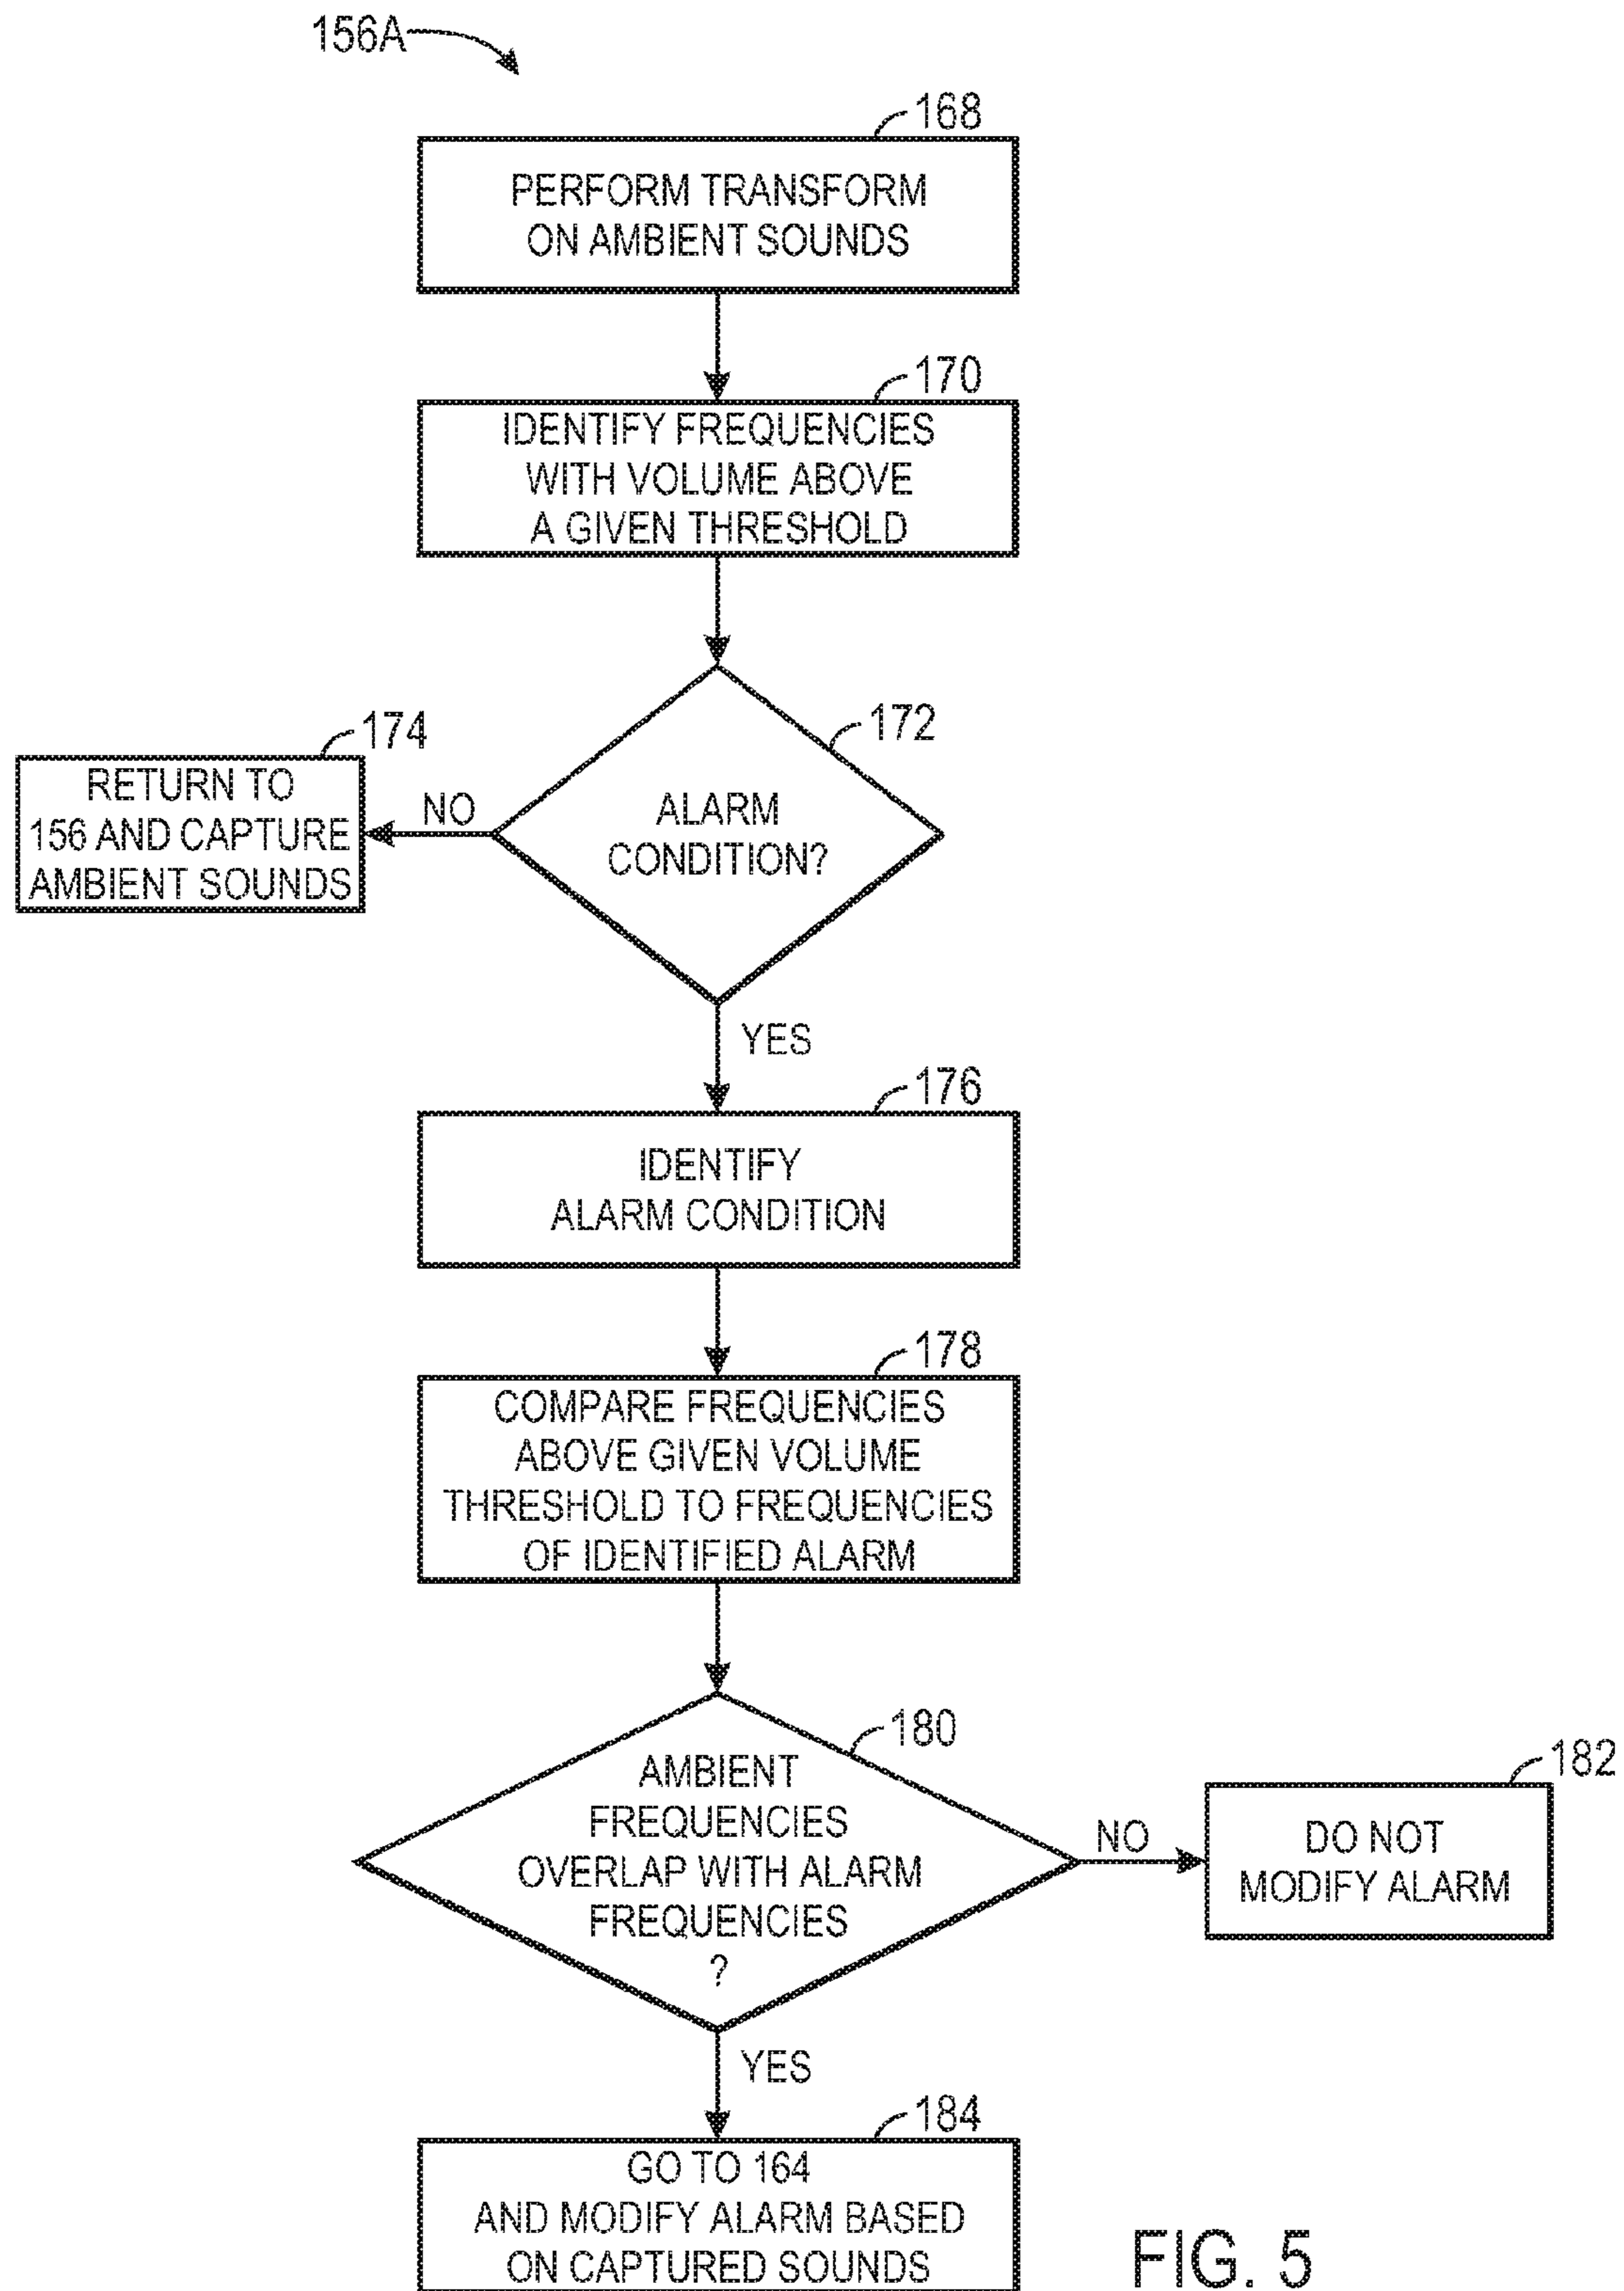 156A
168
PERFORM TRANSFORM
ON AMBIENT SOUNDS
170
IDENTIFY FREQUENCIES
WITH VOLUME ABOVE
A GIVEN THRESHOLD
172
ALARM
CONDITION?
NO
174
RETURN TO
156 AND CAPTURE
AMBIENT SOUNDS
YES
176
IDENTIFY
ALARM CONDITION
178
COMPARE FREQUENCIES
ABOVE GIVEN VOLUME
THRESHOLD TO FREQUENCIES
OF IDENTIFIED ALARM
180
AMBIENT
FREQUENCIES
OVERLAP WITH ALARM
FREQUENCIES
?
NO
182
DO NOT
MODIFY ALARM
YES
184
GO TO 164
AND MODIFY ALARM BASED
ON CAPTURED SOUNDS
FIG. 5